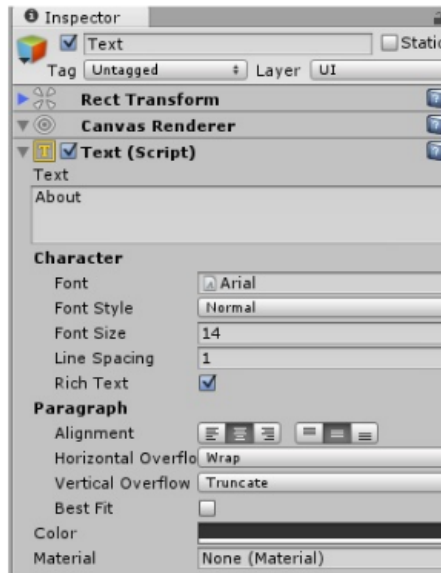 Inspector
Text Static
Tag Untagged Layer UI
Rect Transform
Canvas Renderer
Text (Script)
Text
About
Character
Font Arial
Font Style Normal
Font Size 14
Line Spacing 1
Rich Text
Paragraph
Alignment
Horizontal Overflo Wrap
Vertical Overflow Truncate
Best Fit
Color
Material None (Material)